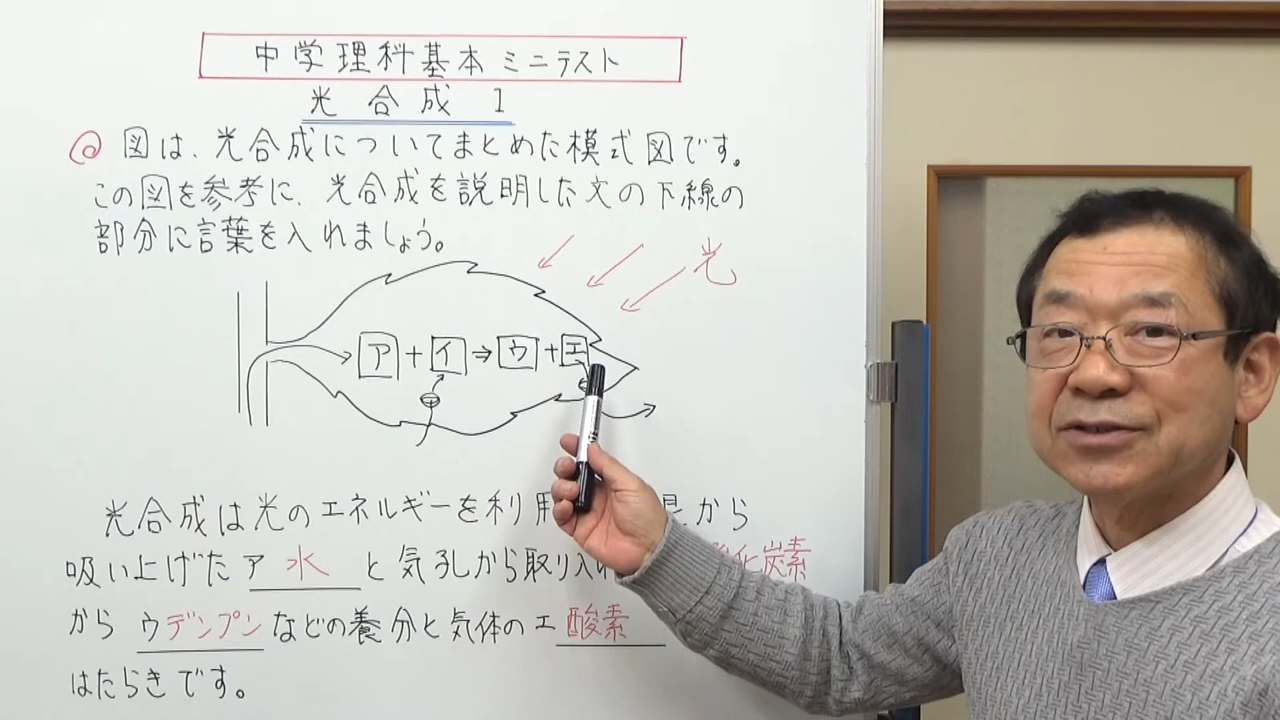 中学理科基本ミニテスト
光合成 1
◎ 図は、光合成についてまとめた模式図です。
この図を参考に、光合成を説明した文の下線の
部分に言葉を入れましょう。
光
ア + イ ⇒ ウ + エ
光合成は光のエネルギーを利用 から
吸い上げた ア 水 と 気孔から取り入れ 化炭素
から ウ デンプン などの養分と気体の エ 酸素
はたらきです。